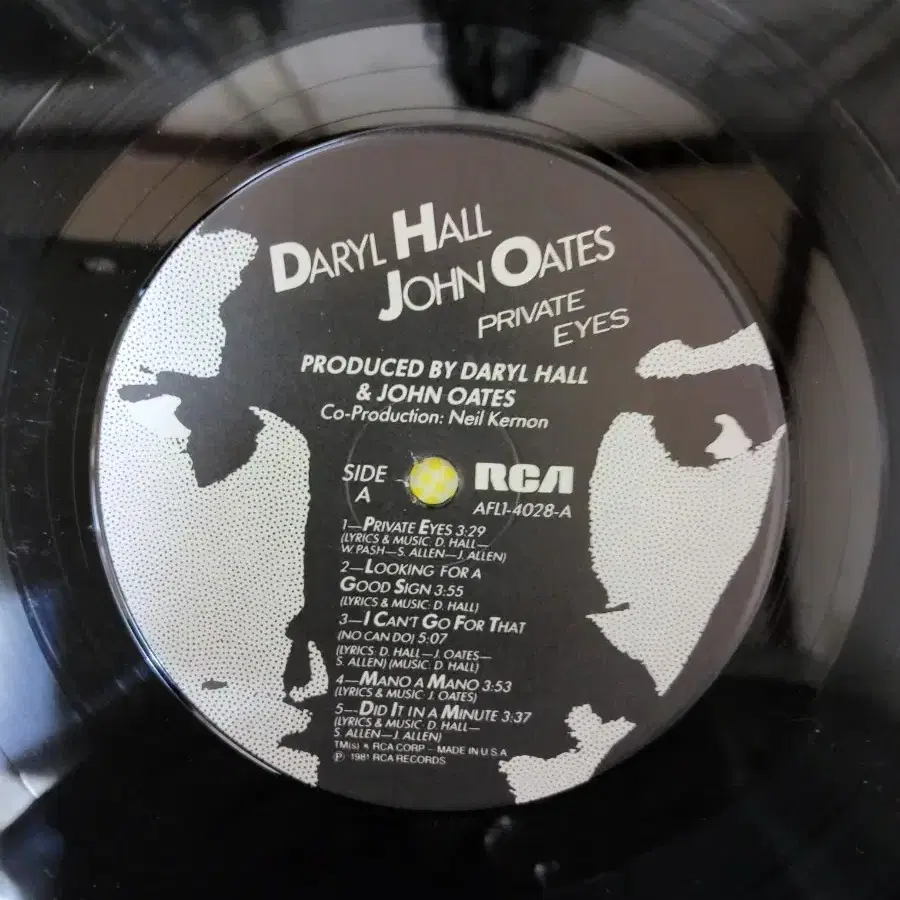 DARYL HALL
JOHN OATES
PRIVATE
EYES
PRODUCED BY DARYL HALL
& JOHN OATES
Co-Production: Neil Kernon
SIDE
A
RCA
AFL1-4028-A
1—PRIVATE EYES 3:29
(LYRICS & MUSIC: D. HALL—
W. PASH—S. ALLEN—J. ALLEN)
2—LOOKING FOR A
GOOD SIGN 3:55
(LYRICS & MUSIC: D. HALL)
3—I CAN'T GO FOR THAT
(NO CAN DO) 5:07
(LYRICS: D. HALL—J. OATES—
S. ALLEN) (MUSIC: D. HALL)
4—MANO A MANO 3:53
(LYRICS & MUSIC: J. OATES)
5—DID IT IN A MINUTE 3:37
(LYRICS & MUSIC: D. HALL—
S. ALLEN—J. ALLEN)
TM(s) ® RCA CORP – MADE IN U.S.A.
℗ 1981 RCA RECORDS